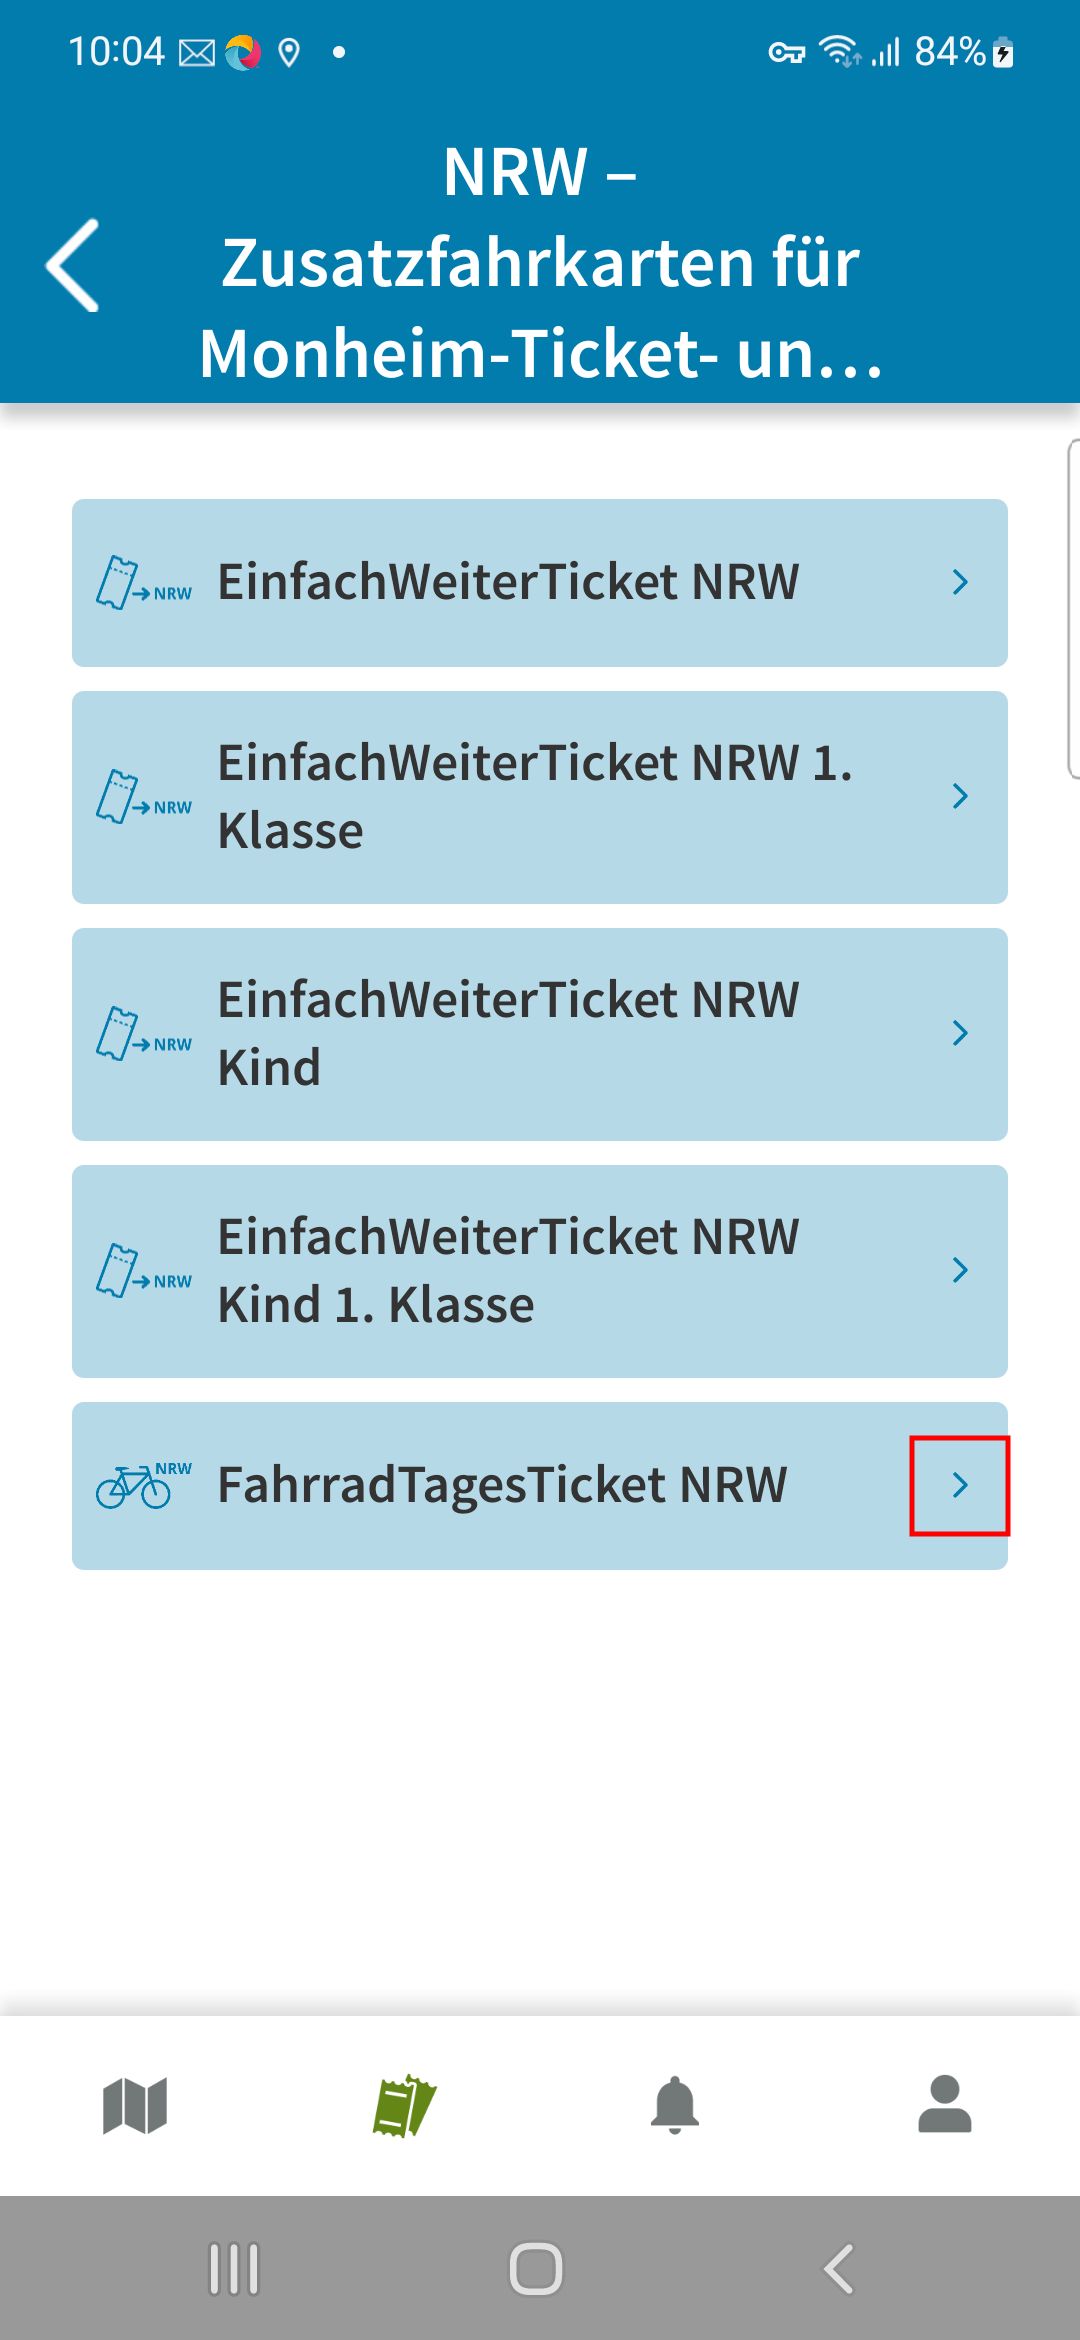 10:04
84%
NRW –
Zusatzfahrkarten für
Monheim-Ticket- un...
NRW
EinfachWeiterTicket NRW
NRW
EinfachWeiterTicket NRW 1.
Klasse
NRW
EinfachWeiterTicket NRW
Kind
NRW
EinfachWeiterTicket NRW
Kind 1. Klasse
NRW
FahrradTagesTicket NRW